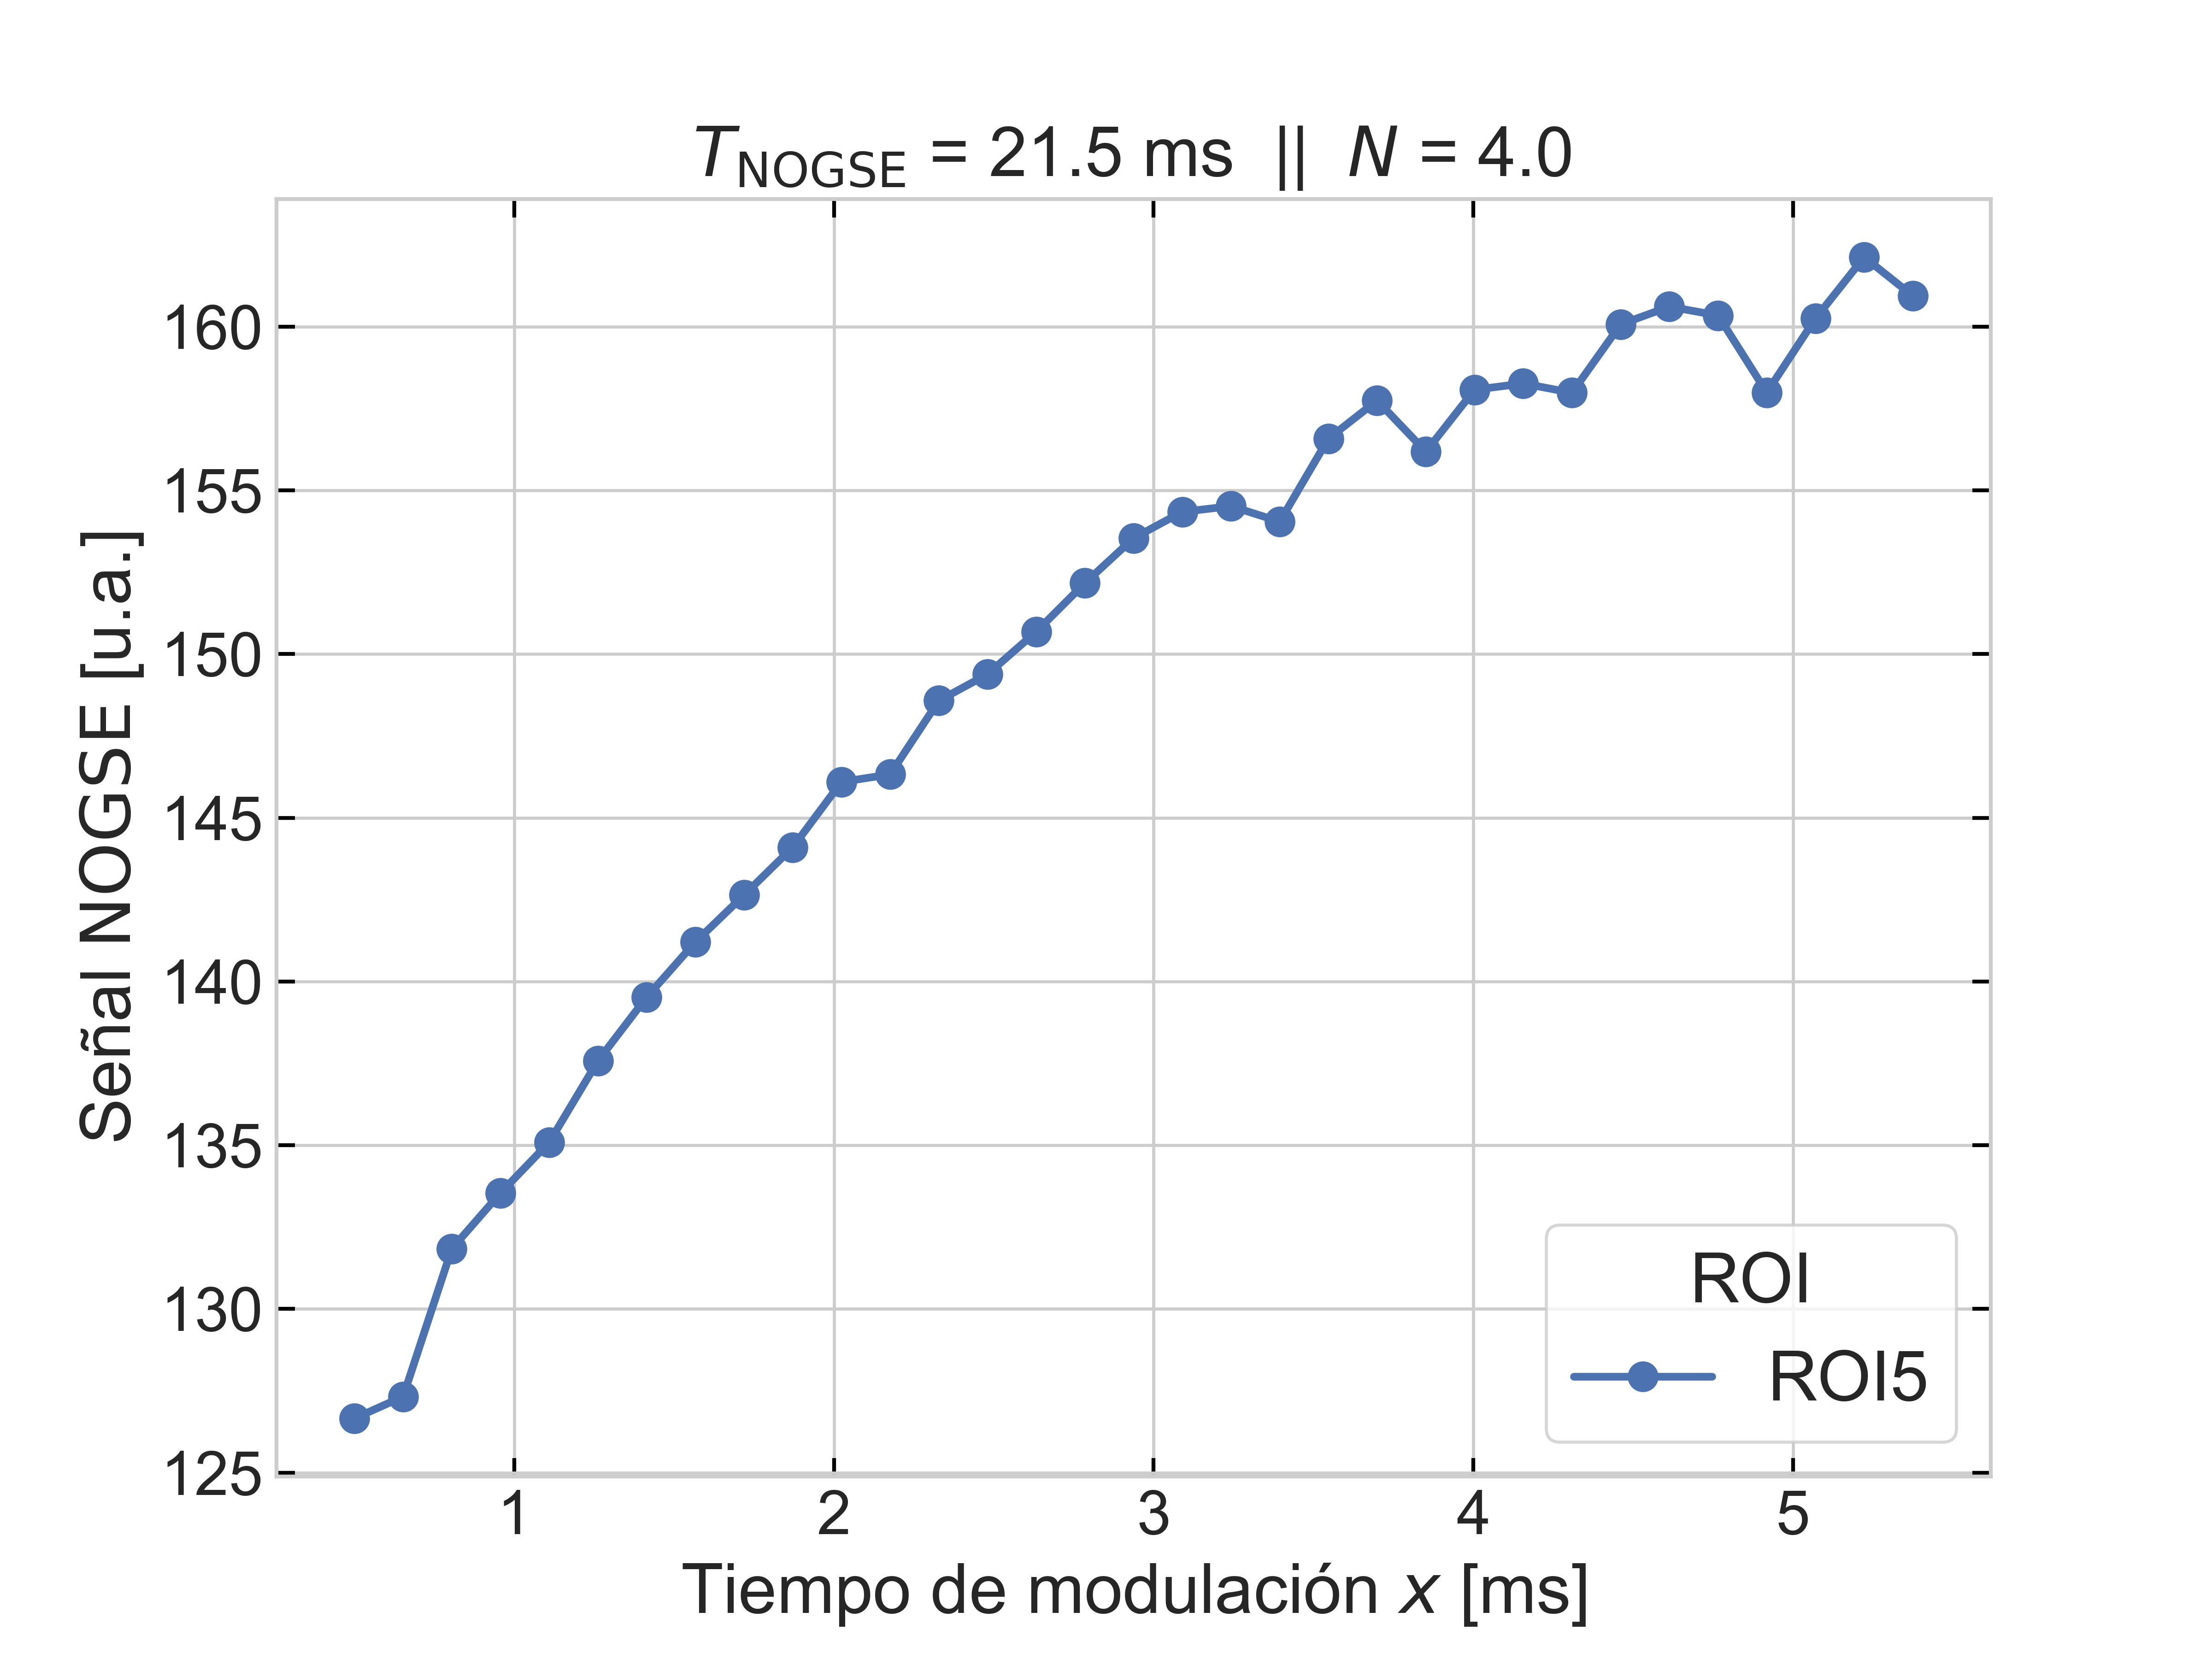 T_NOGSE = 21.5 ms || N = 4.0
Señal NOGSE [u.a.]
160
155
150
145
140
135
130
125
1 2 3 4 5
Tiempo de modulación x [ms]
ROI
ROI5